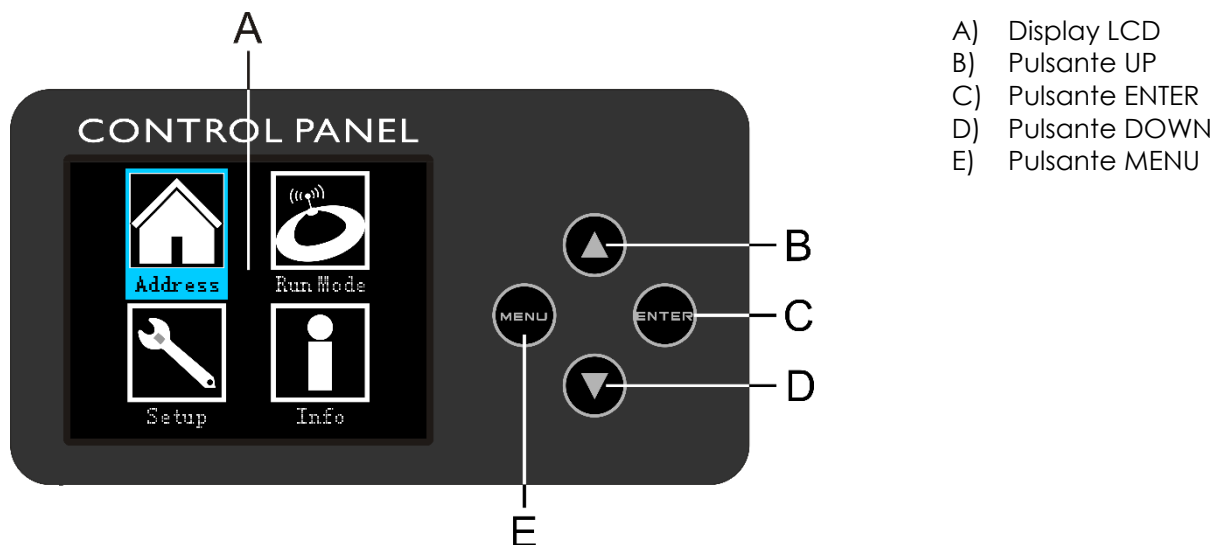 A
CONTROL PANEL
Address
Run Mode
Setup
Info
MENU
ENTER
B
C
D
E
A) Display LCD
B) Pulsante UP
C) Pulsante ENTER
D) Pulsante DOWN
E) Pulsante MENU